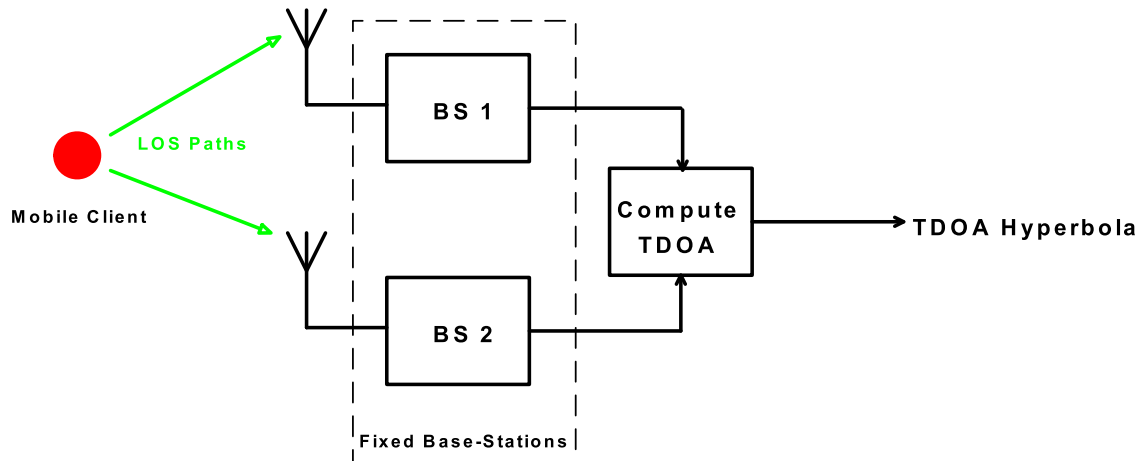 BS 1
LOS Paths
Mobile Client
Compute
TDOA
TDOA Hyperbola
BS 2
Fixed Base-Stations